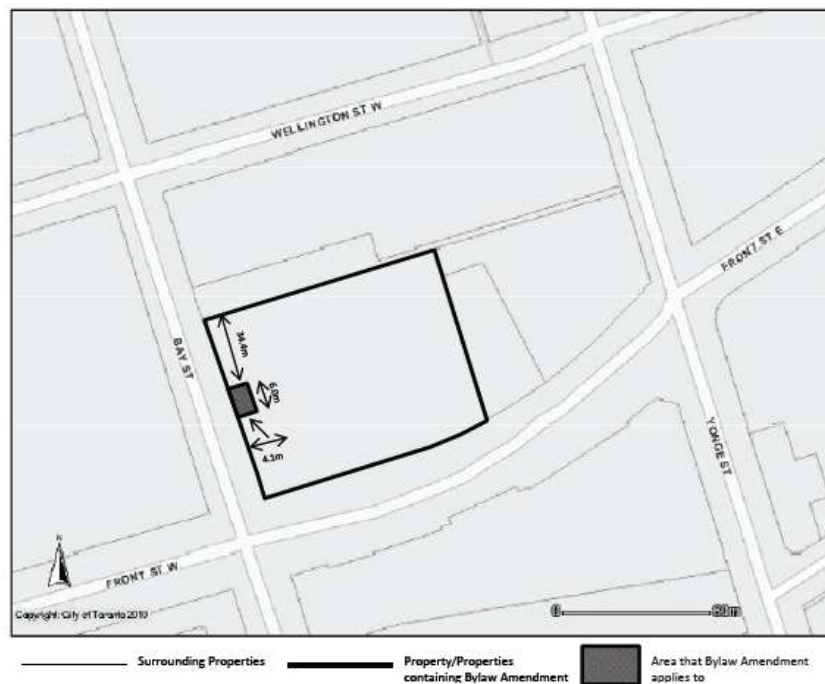 WELLINGTON ST W
FRONT ST E
BAY ST
34.4m
6.0m
4.1m
YONGE ST
N
FRONT ST W
Copyright: City of Toronto 2010
0
Surrounding Properties
Property/Properties
containing Bylaw Amendment
Area that Bylaw Amendment
applies to